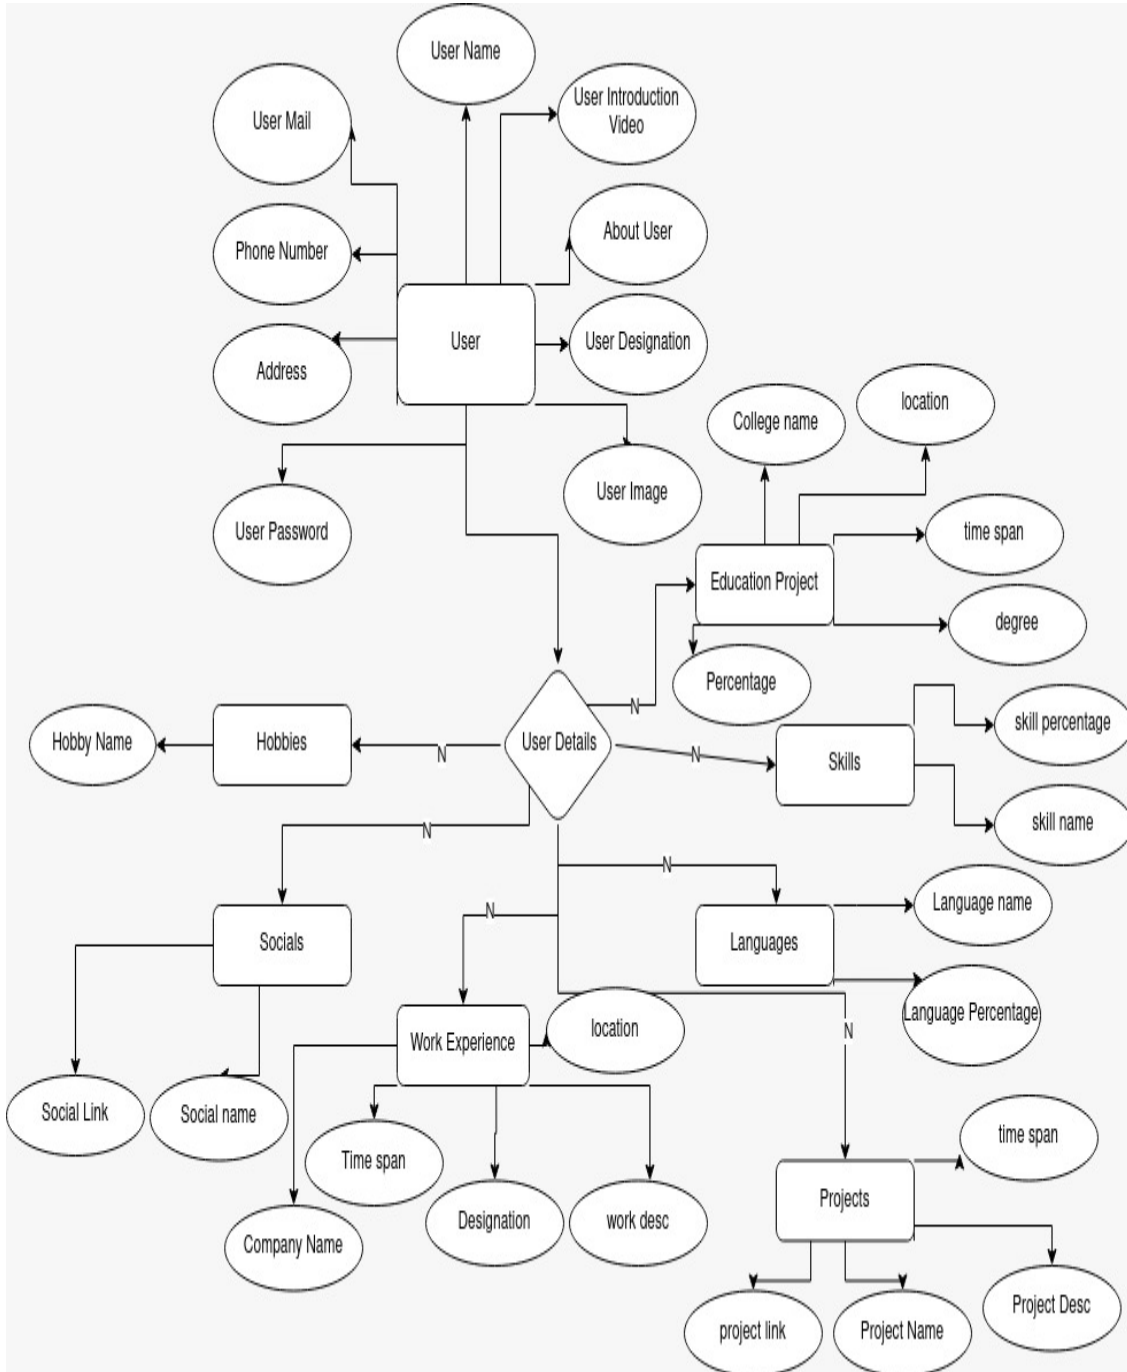 User Name
User Introduction
Video
User Mail
About User
Phone Number
User
User Designation
Address
College name
location
User Image
User Password
time span
Education Project
degree
Percentage
N
skill percentage
Hobby Name
Hobbies
N
User Details
N
Skills
skill name
N
N
Language name
N
Socials
Languages
Language Percentage
location
N
Work Experience
Social Link
Social name
time span
Time span
Projects
Designation
work desc
Company Name
Project Desc
project link
Project Name